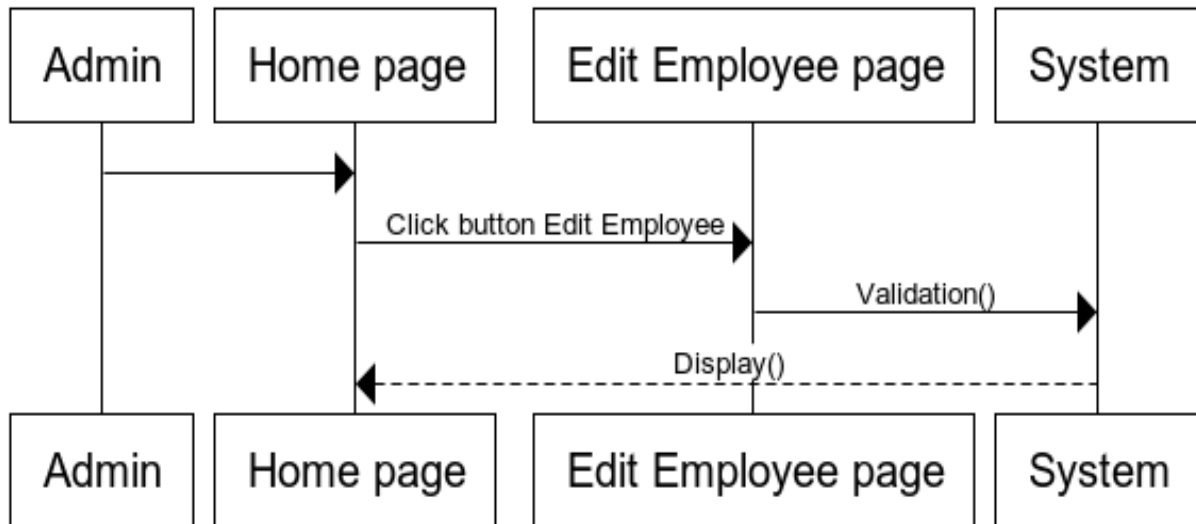 Admin
Home page
Edit Employee page
System
Click button Edit Employee
Validation()
Display()
Admin
Home page
Edit Employee page
System